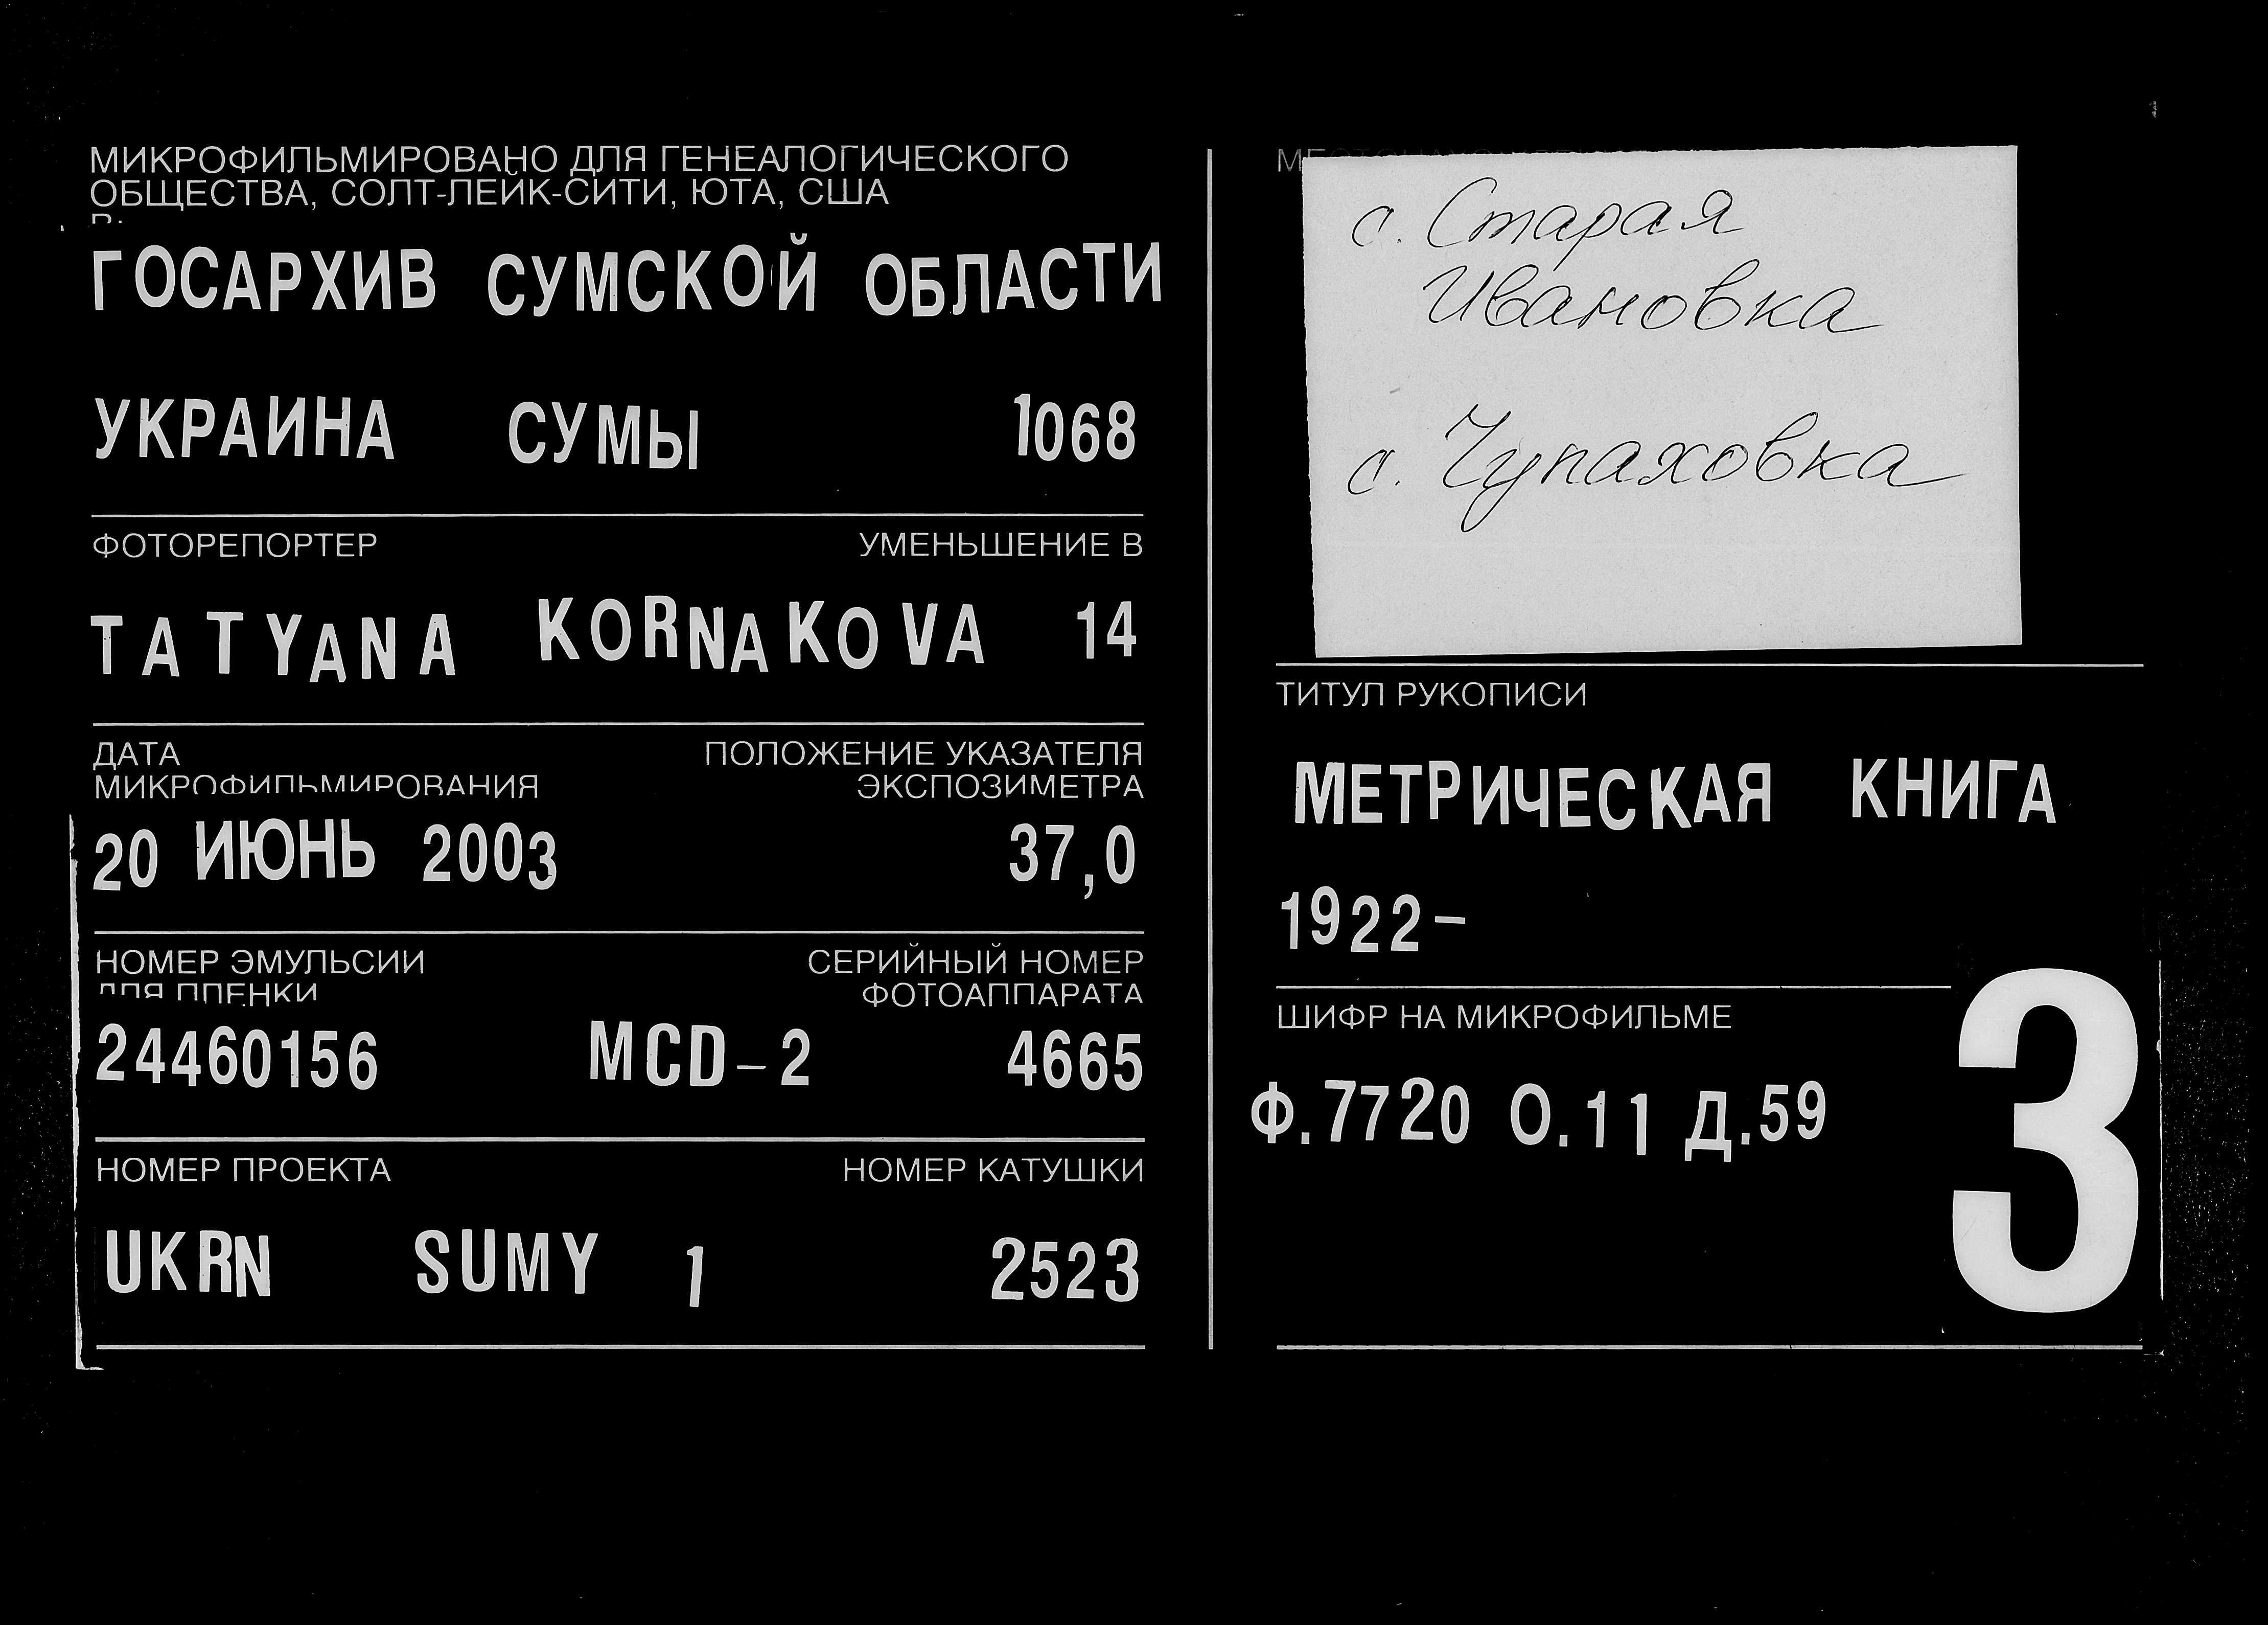 МИКРОФИЛЬМИРОВАНО ДЛЯ ГЕНЕАЛОГИЧЕСКОГО
ОБЩЕСТВА, СОЛТ-ЛЕЙК-СИТИ, ЮТА, США
ГОСАРХИВ СУМСКОЙ ОБЛАСТИ
УКРАИНА СУМЫ 1068
ФОТОРЕПОРТЕР УМЕНЬШЕНИЕ В
TATYANA KORNAKOVA 14
ДАТА ПОЛОЖЕНИЕ УКАЗАТЕЛЯ
МИКРОФИЛЬМИРОВАНИЯ ЭКСПОЗИМЕТРА
20 ИЮНЬ 2003 37,0
НОМЕР ЭМУЛЬСИИ СЕРИЙНЫЙ НОМЕР
ДЛЯ ПЛЕНКИ ФОТОАППАРАТА
24460156 MCD-2 4665
НОМЕР ПРОЕКТА НОМЕР КАТУШКИ
UKRN SUMY 1 2523
с. Старая
Ивановка
с. Чупаховка
ТИТУЛ РУКОПИСИ
МЕТРИЧЕСКАЯ КНИГА
1922-
ШИФР НА МИКРОФИЛЬМЕ
Ф.7720 О.11 Д.59
3